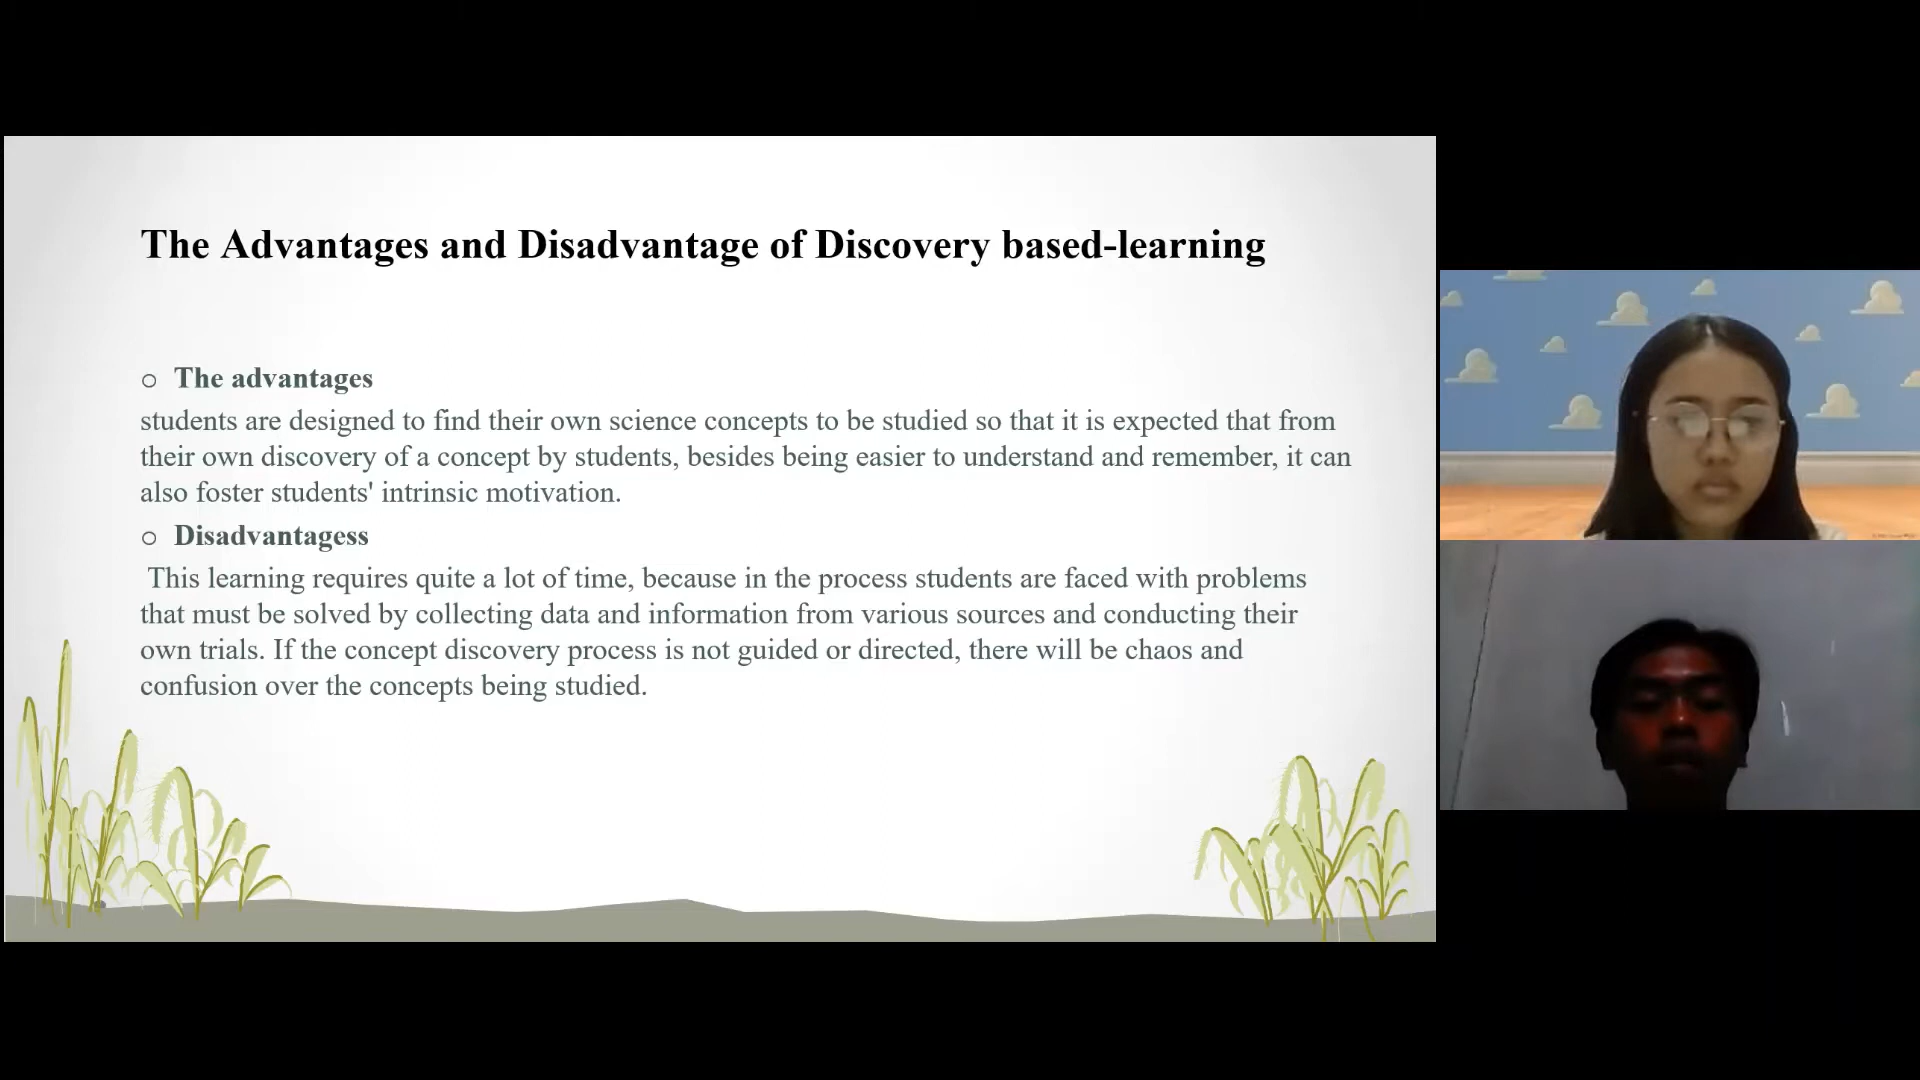 The Advantages and Disadvantage of Discovery based-learning
o The advantages
students are designed to find their own science concepts to be studied so that it is expected that from
their own discovery of a concept by students, besides being easier to understand and remember, it can
also foster students' intrinsic motivation.
o Disadvantagess
This learning requires quite a lot of time, because in the process students are faced with problems
that must be solved by collecting data and information from various sources and conducting their
own trials. If the concept discovery process is not guided or directed, there will be chaos and
confusion over the concepts being studied.